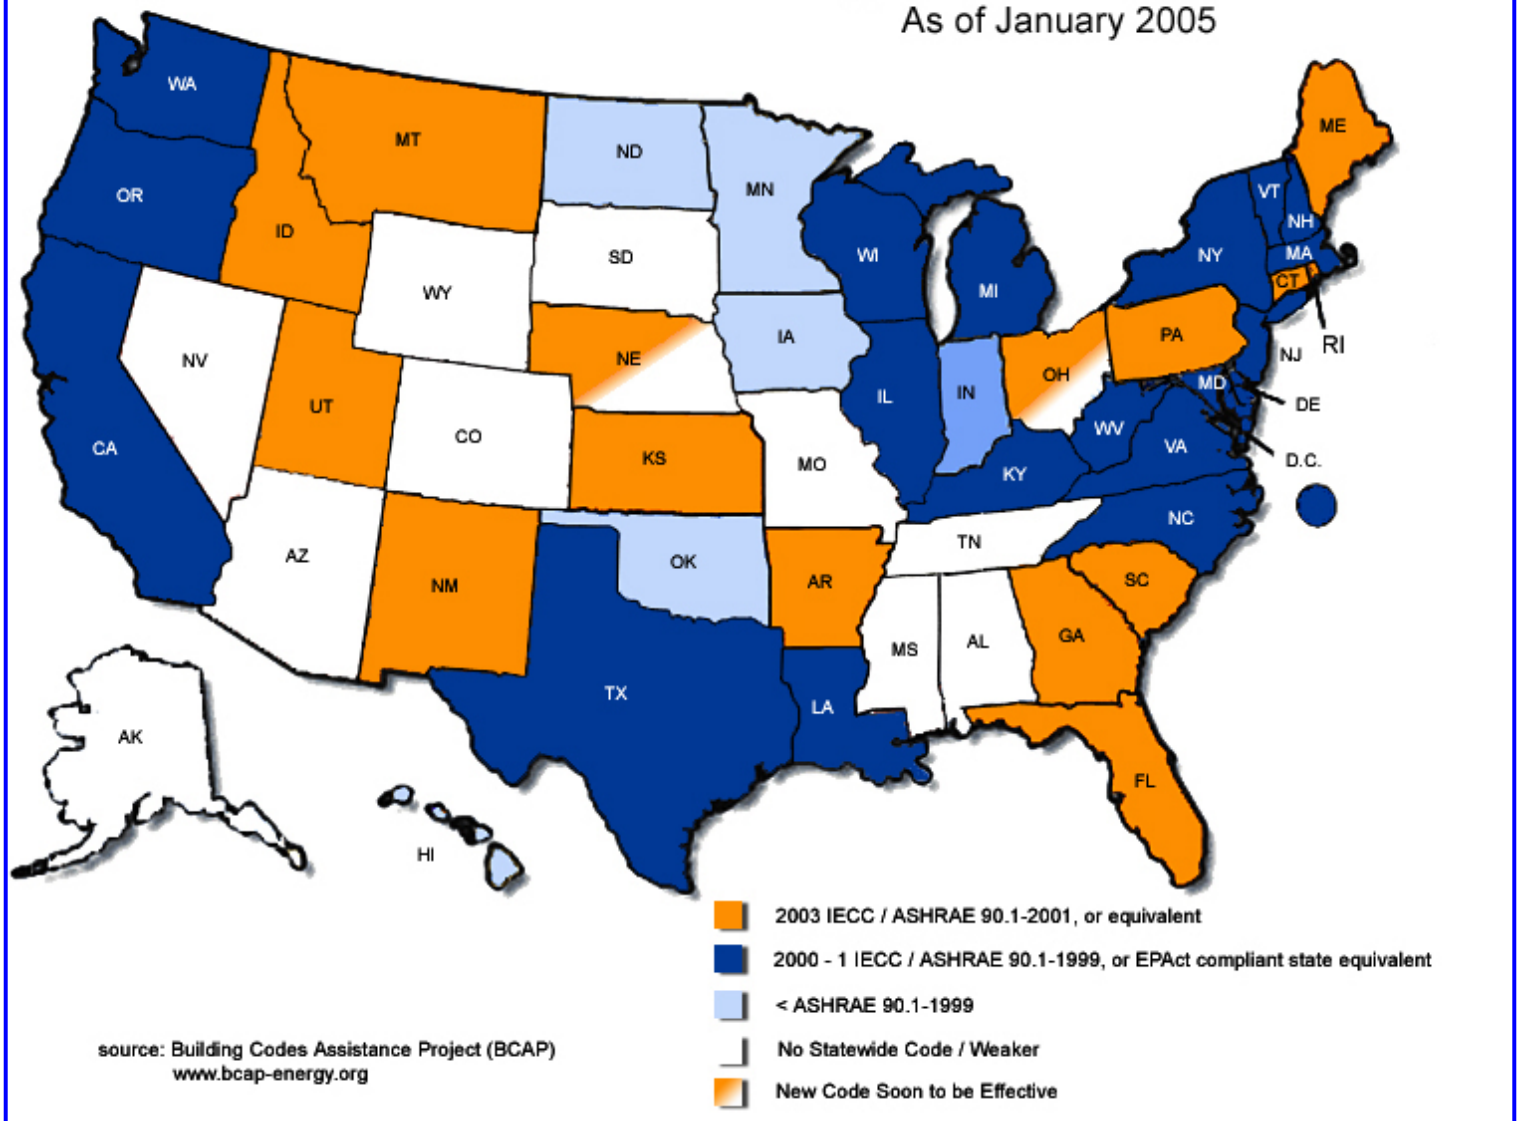 As of January 2005
WA
MT
ME
ND
MN
OR
VT
NH
ID
SD
WI
NY
MA
WY
MI
CT
NV
NE
IA
PA
NJ
RI
UT
OH
IN
IL
MD
DE
CA
CO
KS
MO
WV
VA
D.C.
KY
NC
AZ
TN
NM
OK
AR
SC
MS
AL
GA
TX
LA
AK
FL
HI
2003 IECC / ASHRAE 90.1-2001, or equivalent
2000 - 1 IECC / ASHRAE 90.1-1999, or EPAct compliant state equivalent
< ASHRAE 90.1-1999
No Statewide Code / Weaker
New Code Soon to be Effective
source: Building Codes Assistance Project (BCAP)
www.bcap-energy.org